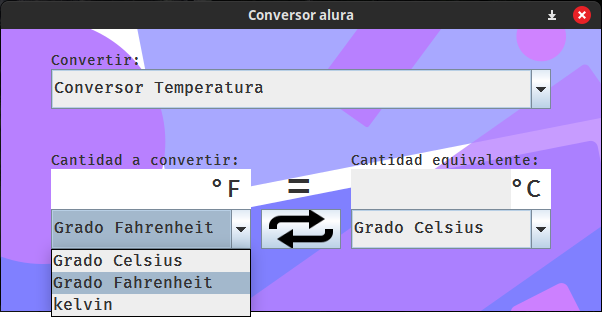 Conversor alura
Convertir:
Conversor Temperatura
Cantidad a convertir:
Cantidad equivalente:
°F
=
°C
Grado Fahrenheit
Grado Celsius
Grado Celsius
Grado Fahrenheit
kelvin